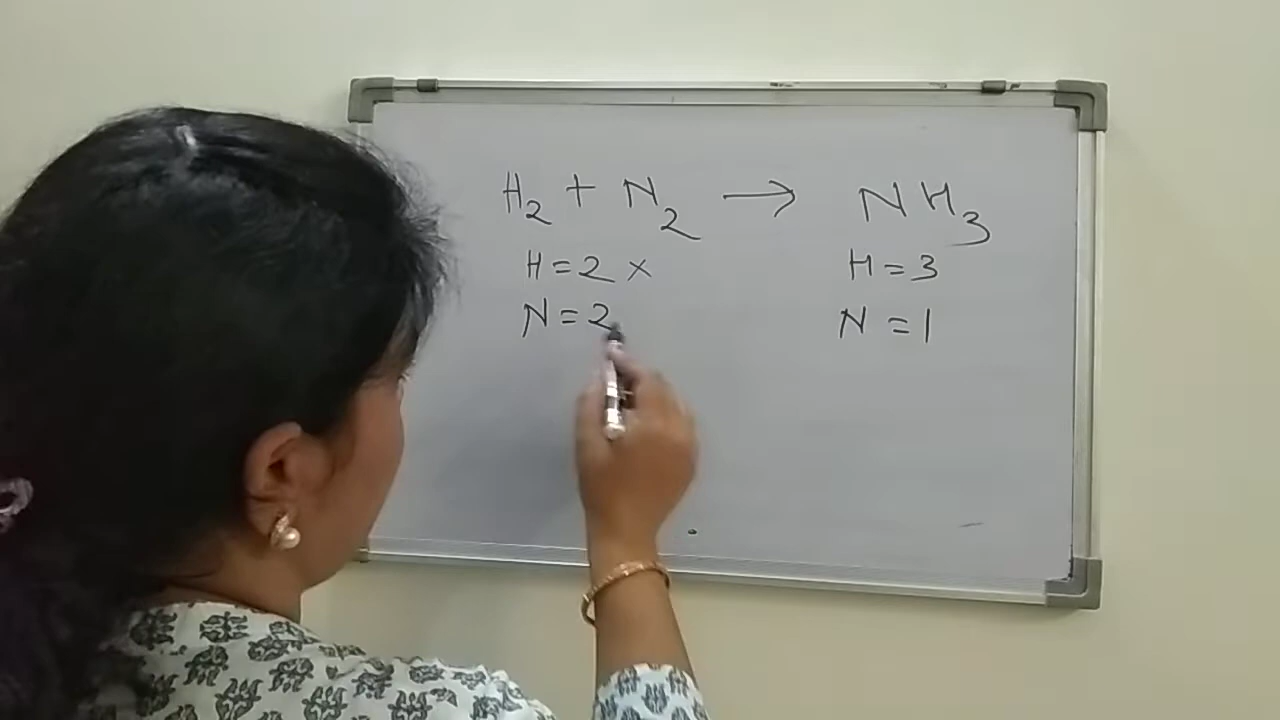 H₂ + N₂ → NH₃
H = 2 × H = 3
N = 2 N = 1